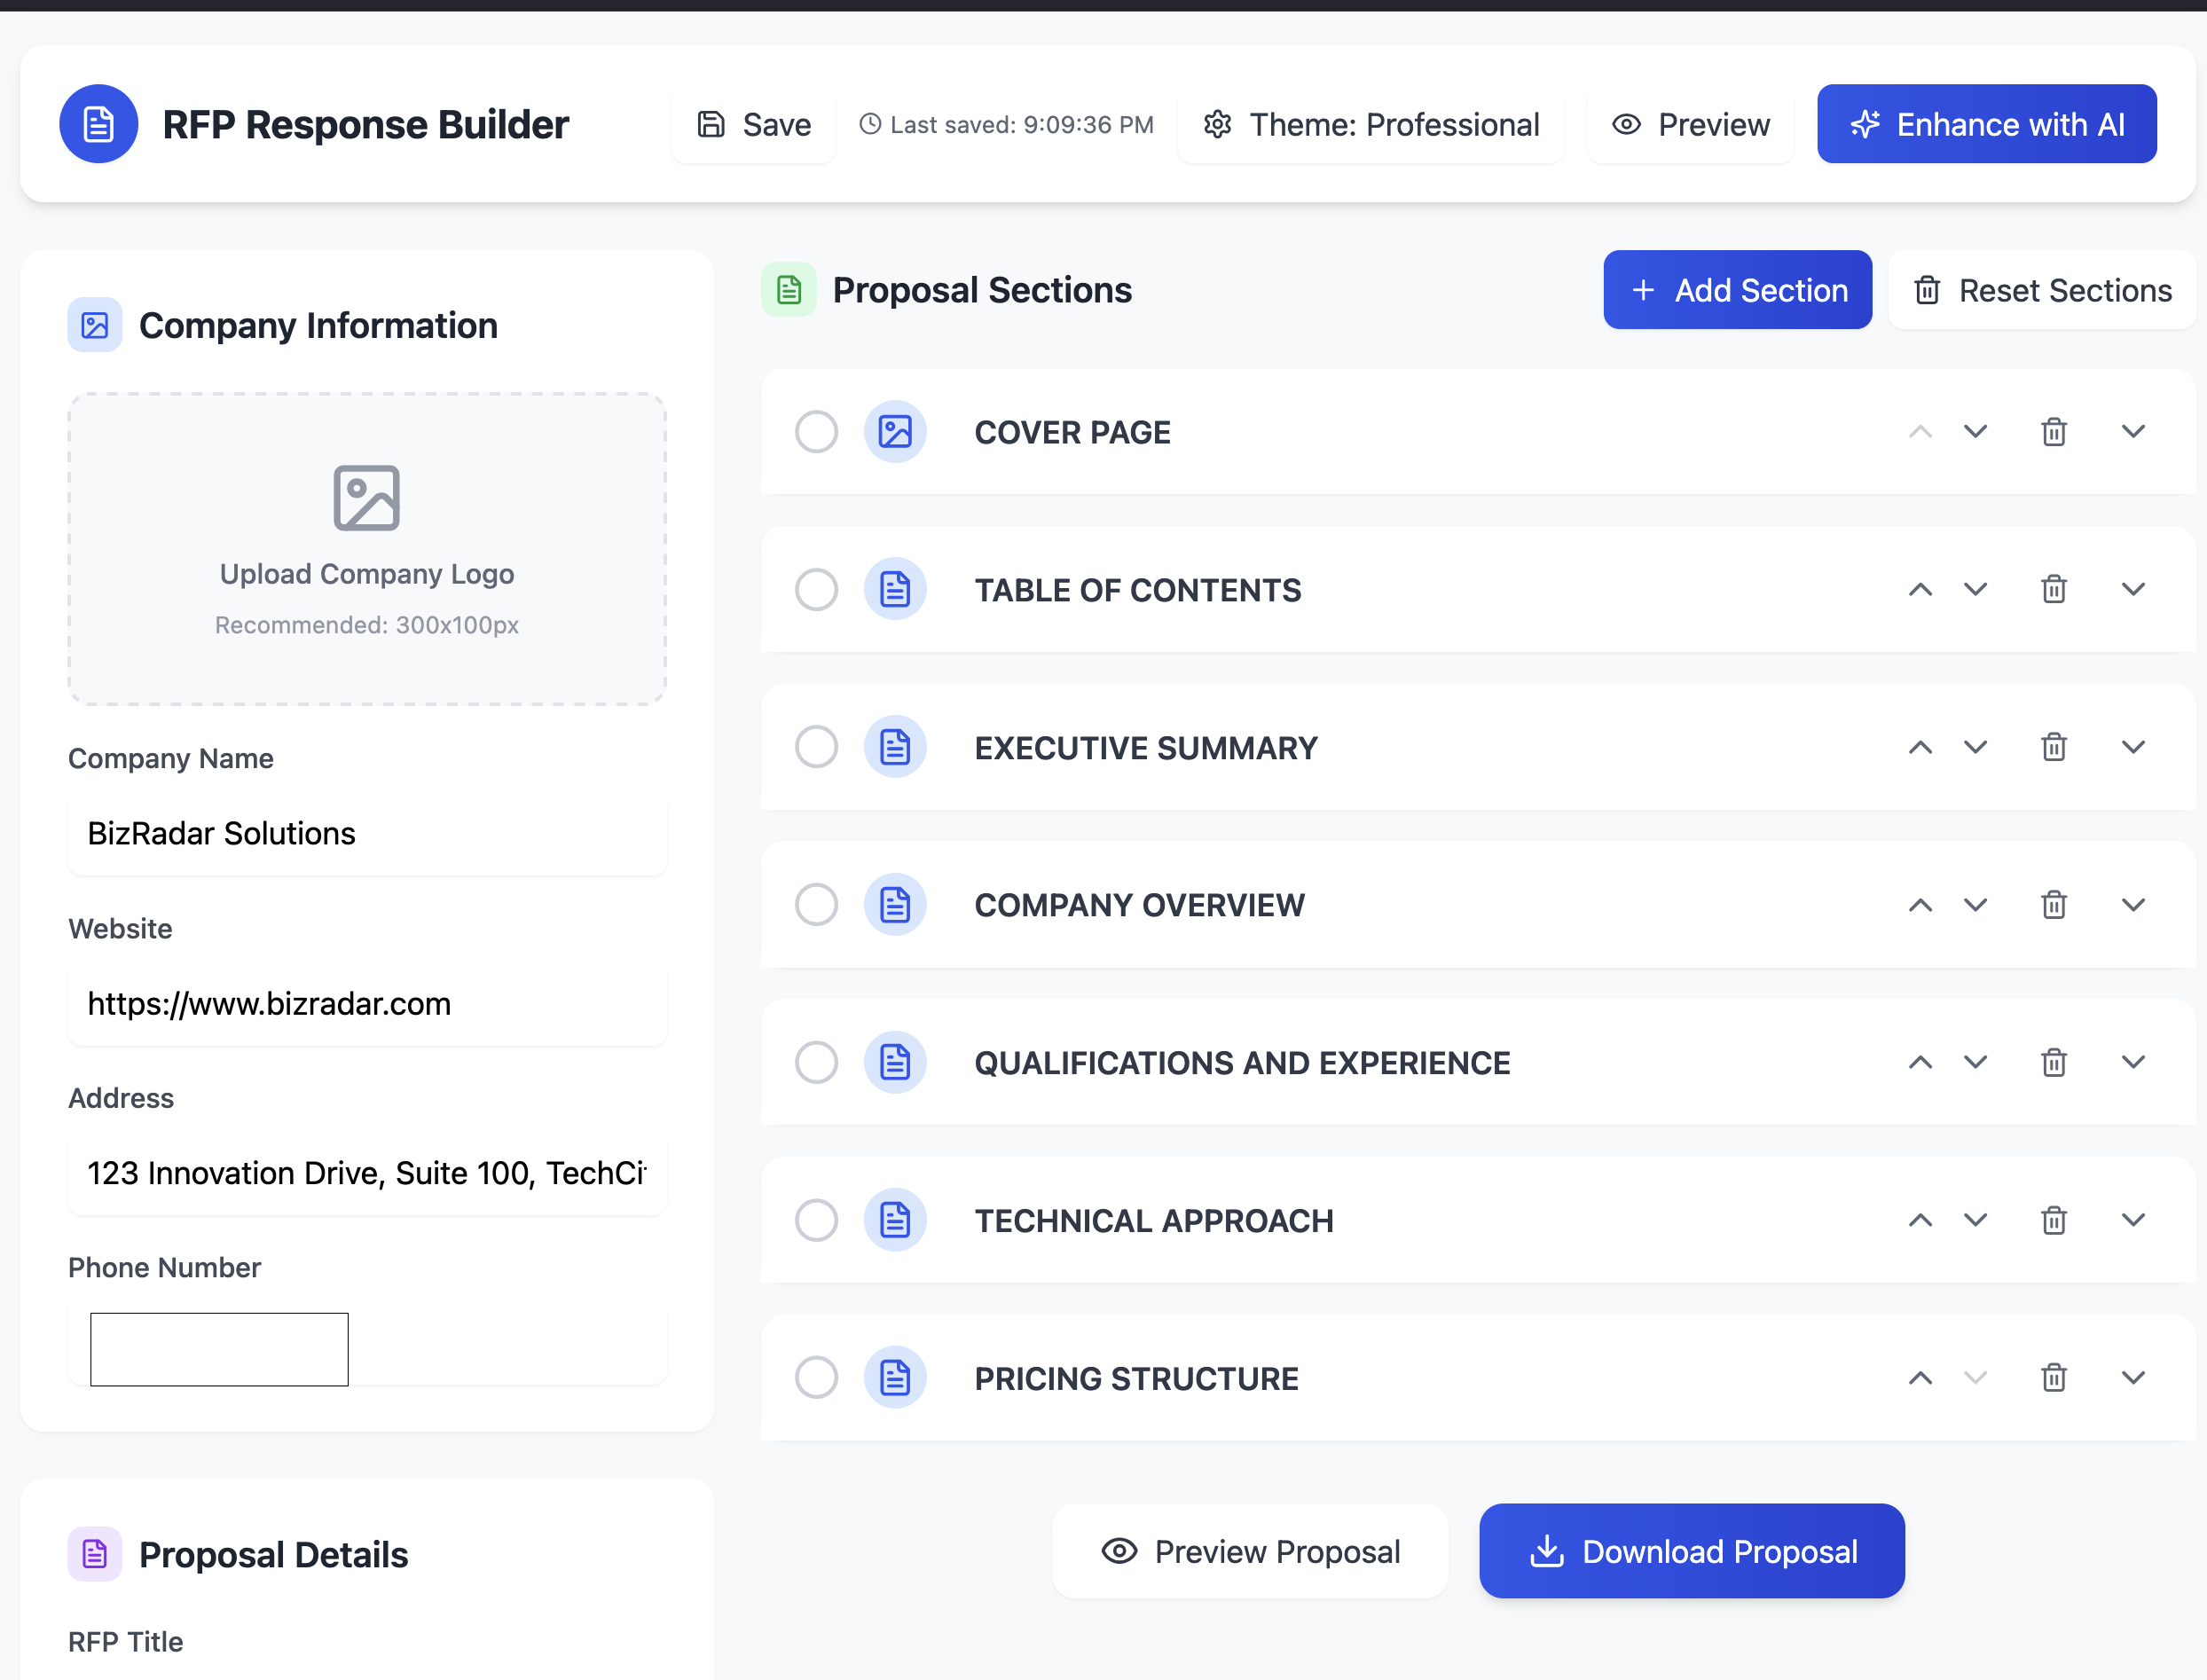 RFP Response Builder
Save
Last saved: 9:09:36 PM
Theme: Professional
Preview
Enhance with AI
Company Information
Upload Company Logo
Recommended: 300x100px
Company Name
BizRadar Solutions
Website
https://www.bizradar.com
Address
123 Innovation Drive, Suite 100,
Phone Number
Proposal Details
RFP Title
Proposal Sections
Add Section
Reset Sections
COVER PAGE
TABLE OF CONTENTS
EXECUTIVE SUMMARY
COMPANY OVERVIEW
QUALIFICATIONS AND EXPERIENCE
TECHNICAL APPROACH
PRICING STRUCTURE
Preview Proposal
Download Proposal